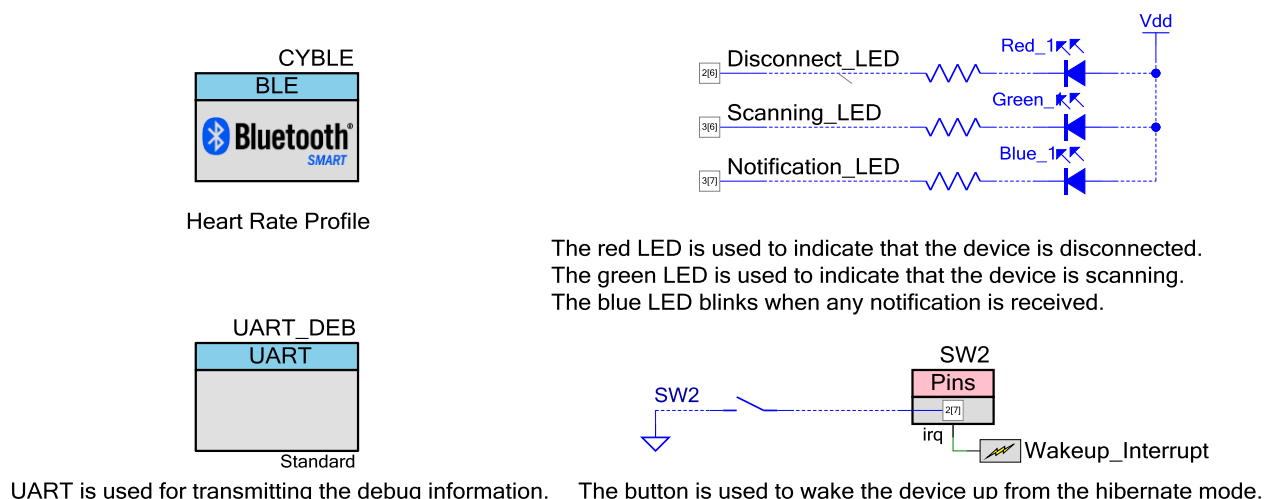 CYBLE
BLE
Bluetooth®
SMART
Heart Rate Profile
Vdd
Disconnect_LED
Red_1
2[6]
Scanning_LED
Green_1
3[6]
Notification_LED
Blue_1
3[7]
The red LED is used to indicate that the device is disconnected.
The green LED is used to indicate that the device is scanning.
The blue LED blinks when any notification is received.
UART_DEB
UART
Standard
UART is used for transmitting the debug information.
SW2
SW2
Pins
2[7]
irq
Wakeup_Interrupt
The button is used to wake the device up from the hibernate mode.